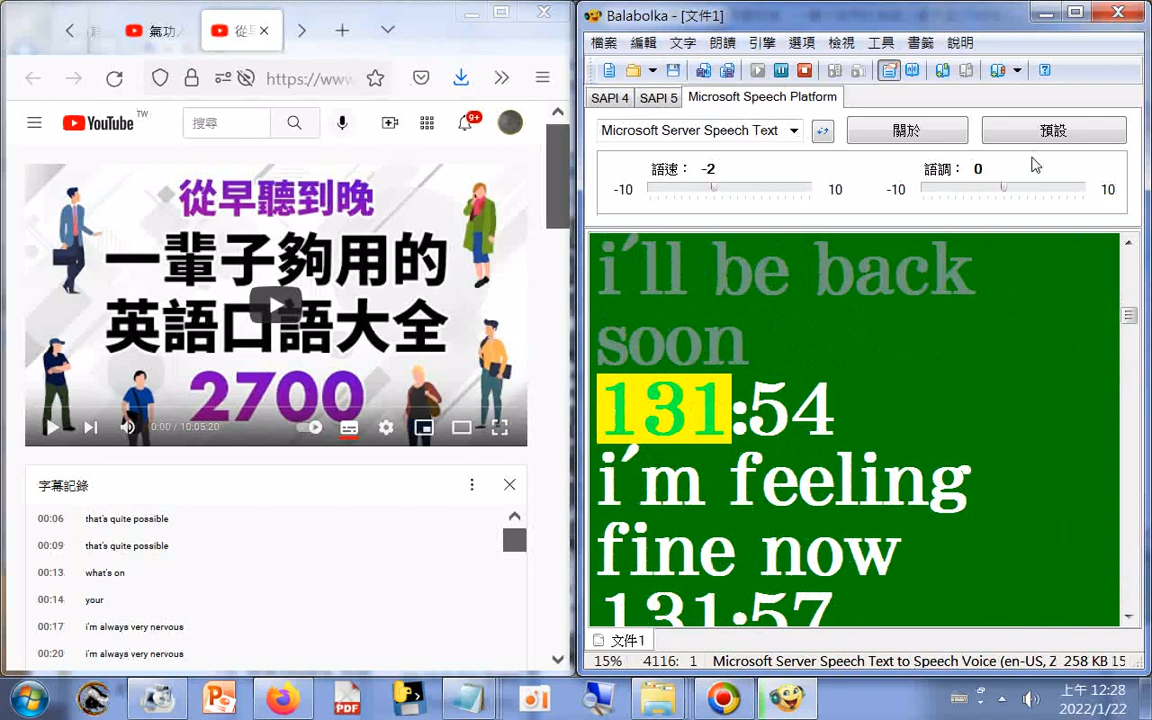 氣功
從
https://www
YouTube TW
搜尋
9+
從早聽到晚
一輩子夠用的
英語口語大全
2700
0:00 / 10:05:20
字幕記錄
00:06 that's quite possible
00:09 that's quite possible
00:13 what's on
00:14 your
00:17 i'm always very nervous
00:20 i'm always very nervous
Balabolka - [文件1]
檔案 編輯 文字 朗讀 引擎 選項 檢視 工具 書籤 說明
SAPI 4 SAPI 5 Microsoft Speech Platform
Microsoft Server Speech Text 關於 預設
語速： -2 語調： 0
-10 10 -10 10
i´ll be back
soon
131:54
i´m feeling
fine now
131:57
文件1
15% 4116: 1 Microsoft Server Speech Text to Speech Voice (en-US, Z 258 KB 15
PDF
上午 12:28
2022/1/22